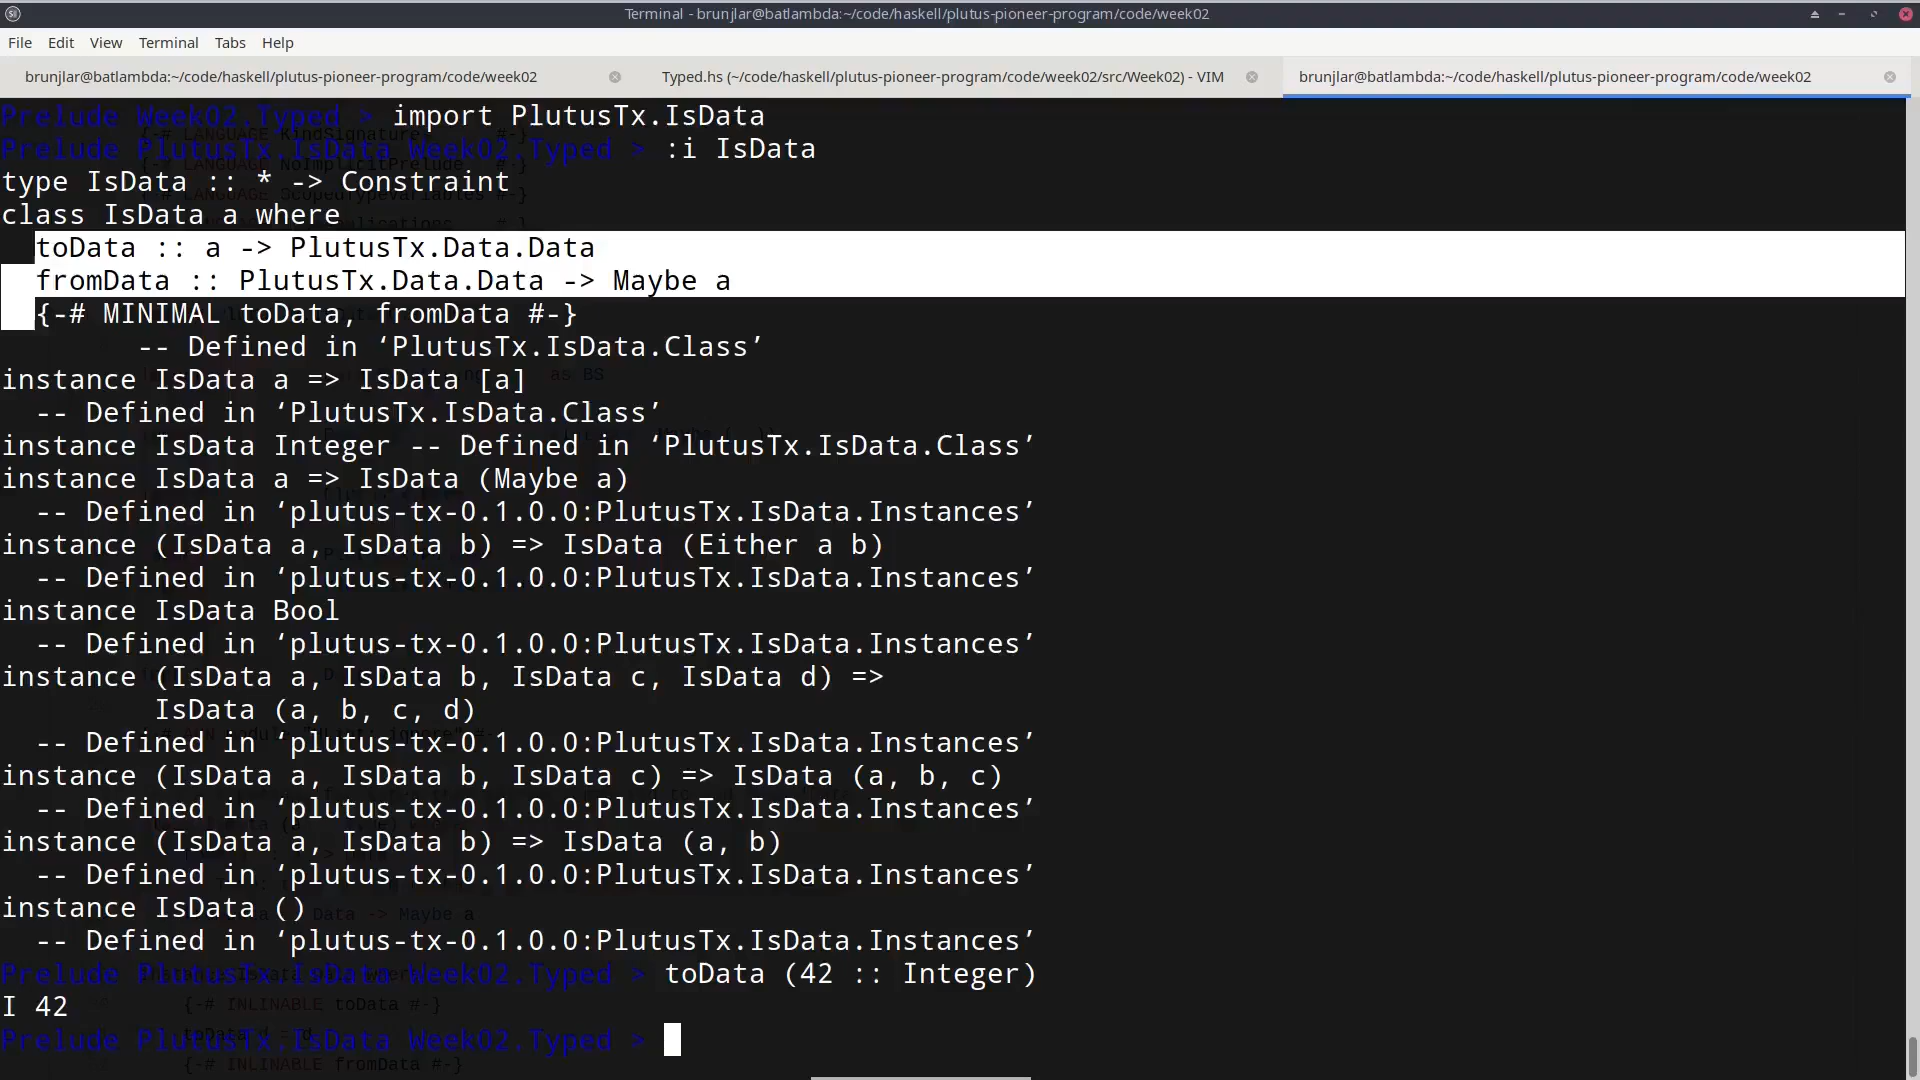 Terminal - brunjlar@batlambda:~/code/haskell/plutus-pioneer-program/code/week02
File Edit View Terminal Tabs Help
brunjlar@batlambda:~/code/haskell/plutus-pioneer-program/code/week02 Typed.hs (~/code/haskell/plutus-pioneer-program/code/week02/src/Week02) - VIM brunjlar@batlambda:~/code/haskell/plutus-pioneer-program/code/week02
Prelude Week02.Typed > import PlutusTx.IsData
Prelude PlutusTx.IsData Week02.Typed > :i IsData
type IsData :: * -> Constraint
class IsData a where
  toData :: a -> PlutusTx.Data.Data
  fromData :: PlutusTx.Data.Data -> Maybe a
  {-# MINIMAL toData, fromData #-}
        -- Defined in ‘PlutusTx.IsData.Class’
instance IsData a => IsData [a]
  -- Defined in ‘PlutusTx.IsData.Class’
instance IsData Integer -- Defined in ‘PlutusTx.IsData.Class’
instance IsData a => IsData (Maybe a)
  -- Defined in ‘plutus-tx-0.1.0.0:PlutusTx.IsData.Instances’
instance (IsData a, IsData b) => IsData (Either a b)
  -- Defined in ‘plutus-tx-0.1.0.0:PlutusTx.IsData.Instances’
instance IsData Bool
  -- Defined in ‘plutus-tx-0.1.0.0:PlutusTx.IsData.Instances’
instance (IsData a, IsData b, IsData c, IsData d) =>
         IsData (a, b, c, d)
  -- Defined in ‘plutus-tx-0.1.0.0:PlutusTx.IsData.Instances’
instance (IsData a, IsData b, IsData c) => IsData (a, b, c)
  -- Defined in ‘plutus-tx-0.1.0.0:PlutusTx.IsData.Instances’
instance (IsData a, IsData b) => IsData (a, b)
  -- Defined in ‘plutus-tx-0.1.0.0:PlutusTx.IsData.Instances’
instance IsData ()
  -- Defined in ‘plutus-tx-0.1.0.0:PlutusTx.IsData.Instances’
Prelude PlutusTx.IsData Week02.Typed > toData (42 :: Integer)
I 42
Prelude PlutusTx.IsData Week02.Typed >